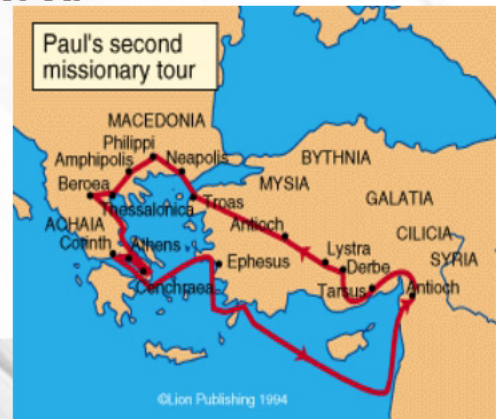 Paul's second
missionary tour
MACEDONIA
Philippi
Amphipolis
Neapolis
BYTHNIA
Beroea
MYSIA
Troas
Thessalonica
GALATIA
ACHAIA
Antioch
CILICIA
Corinth
Athens
Lystra
SYRIA
Ephesus
Derbe
Cenchraea
Tarsus
Antioch
©Lion Publishing 1994